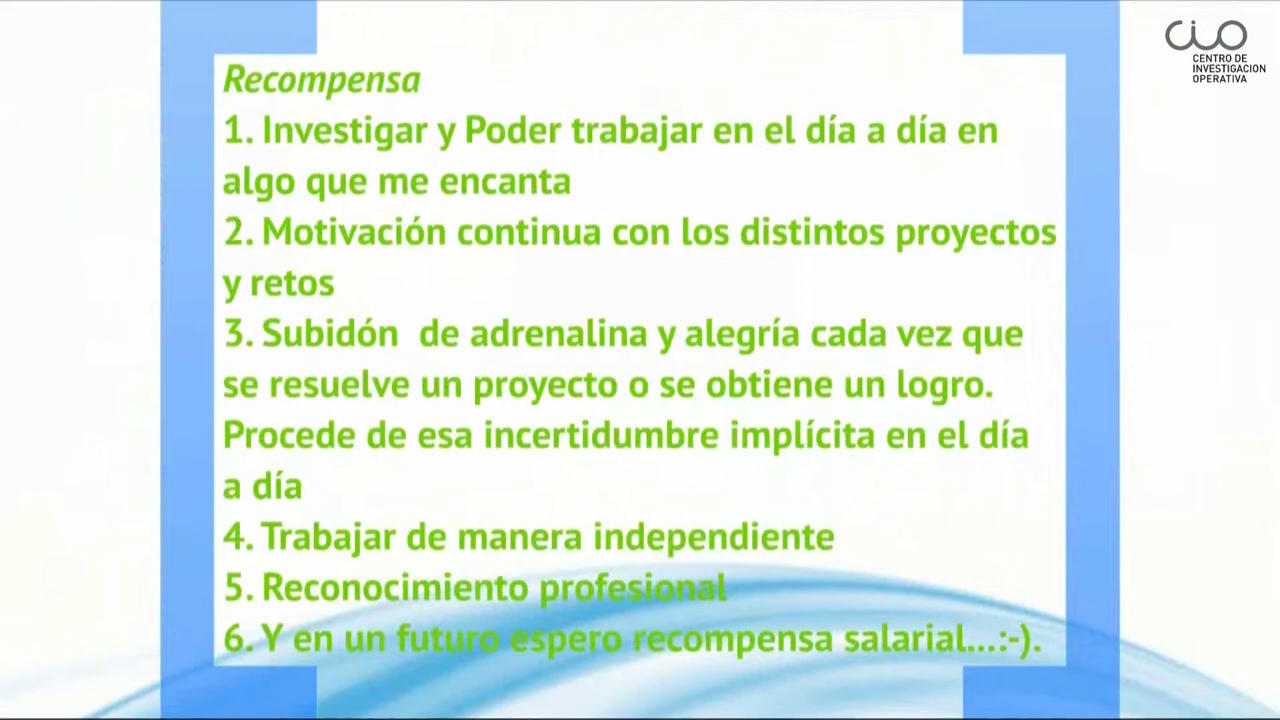 CIO
CENTRO DE
INVESTIGACION
OPERATIVA
Recompensa
1. Investigar y Poder trabajar en el día a día en
algo que me encanta
2. Motivación continua con los distintos proyectos
y retos
3. Subidón  de adrenalina y alegría cada vez que
se resuelve un proyecto o se obtiene un logro.
Procede de esa incertidumbre implícita en el día
a día
4. Trabajar de manera independiente
5. Reconocimiento profesional
6. Y en un futuro espero recompensa salarial...:-).